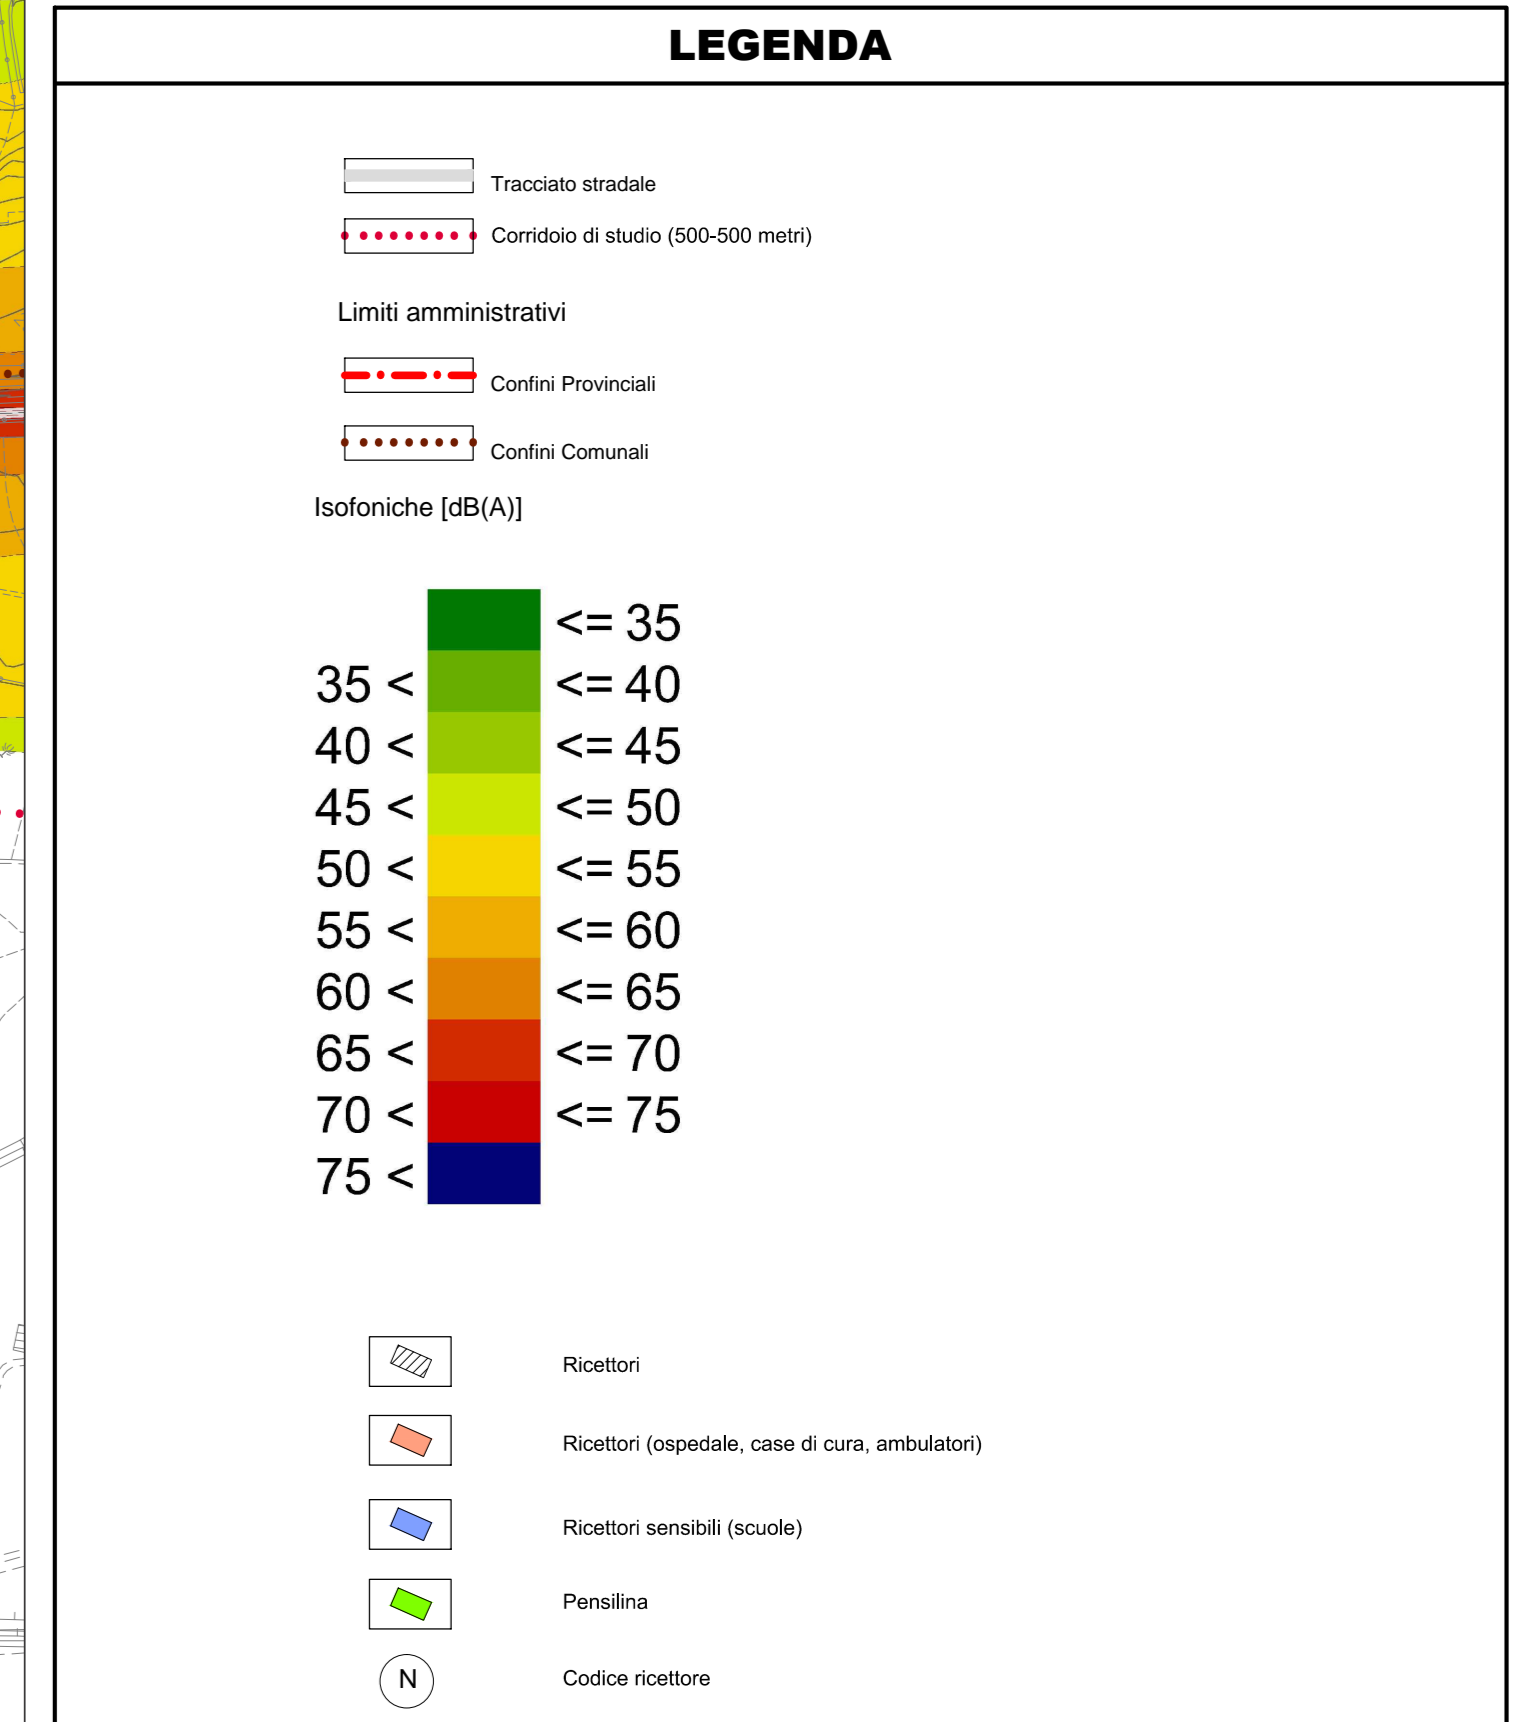 LEGENDA
Tracciato stradale
Corridoio di studio (500-500 metri)
Limiti amministrativi
Confini Provinciali
Confini Comunali
Isofoniche [dB(A)]
<= 35
35 < <= 40
40 < <= 45
45 < <= 50
50 < <= 55
55 < <= 60
60 < <= 65
65 < <= 70
70 < <= 75
75 <
Ricettori
Ricettori (ospedale, case di cura, ambulatori)
Ricettori sensibili (scuole)
Pensilina
N Codice ricettore